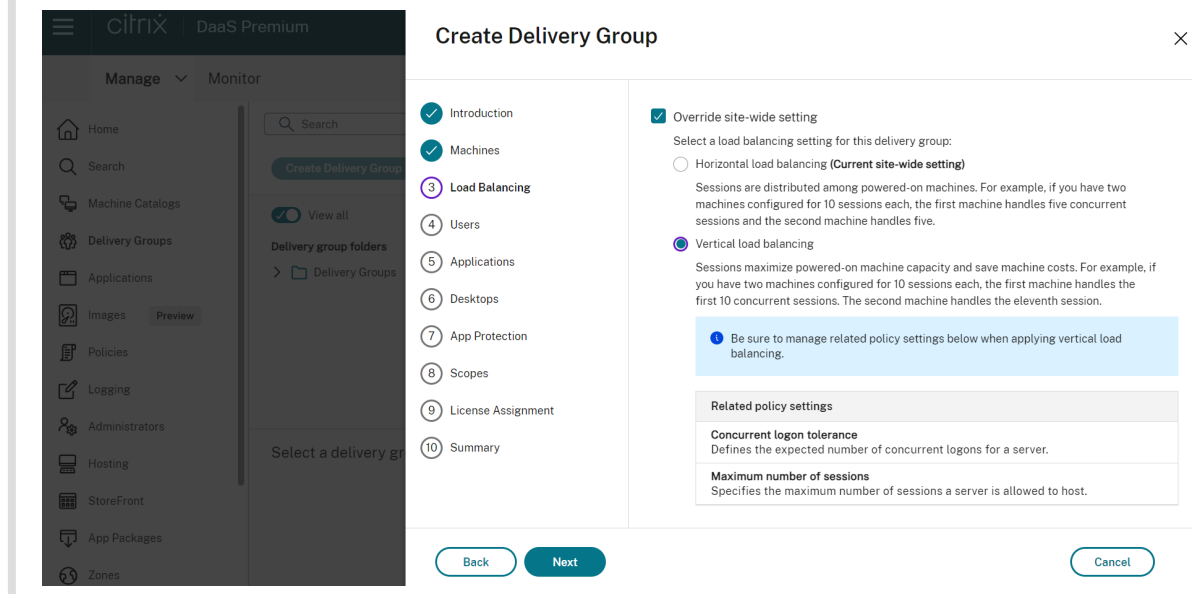 citrix | DaaS Premium
Manage Monitor
Home
Search
Machine Catalogs
Delivery Groups
Applications
Images Preview
Policies
Logging
Administrators
Hosting
StoreFront
App Packages
Zones
Search
Create Delivery Group
View all
Delivery group folders
Delivery Groups
Select a delivery gr
Create Delivery Group
Introduction
Machines
3 Load Balancing
4 Users
5 Applications
6 Desktops
7 App Protection
8 Scopes
9 License Assignment
10 Summary
Override site-wide setting
Select a load balancing setting for this delivery group:
Horizontal load balancing (Current site-wide setting)
Sessions are distributed among powered-on machines. For example, if you have two
machines configured for 10 sessions each, the first machine handles five concurrent
sessions and the second machine handles five.
Vertical load balancing
Sessions maximize powered-on machine capacity and save machine costs. For example, if
you have two machines configured for 10 sessions each, the first machine handles the
first 10 concurrent sessions. The second machine handles the eleventh session.
Be sure to manage related policy settings below when applying vertical load
balancing.
Related policy settings
Concurrent logon tolerance
Defines the expected number of concurrent logons for a server.
Maximum number of sessions
Specifies the maximum number of sessions a server is allowed to host.
Back Next Cancel